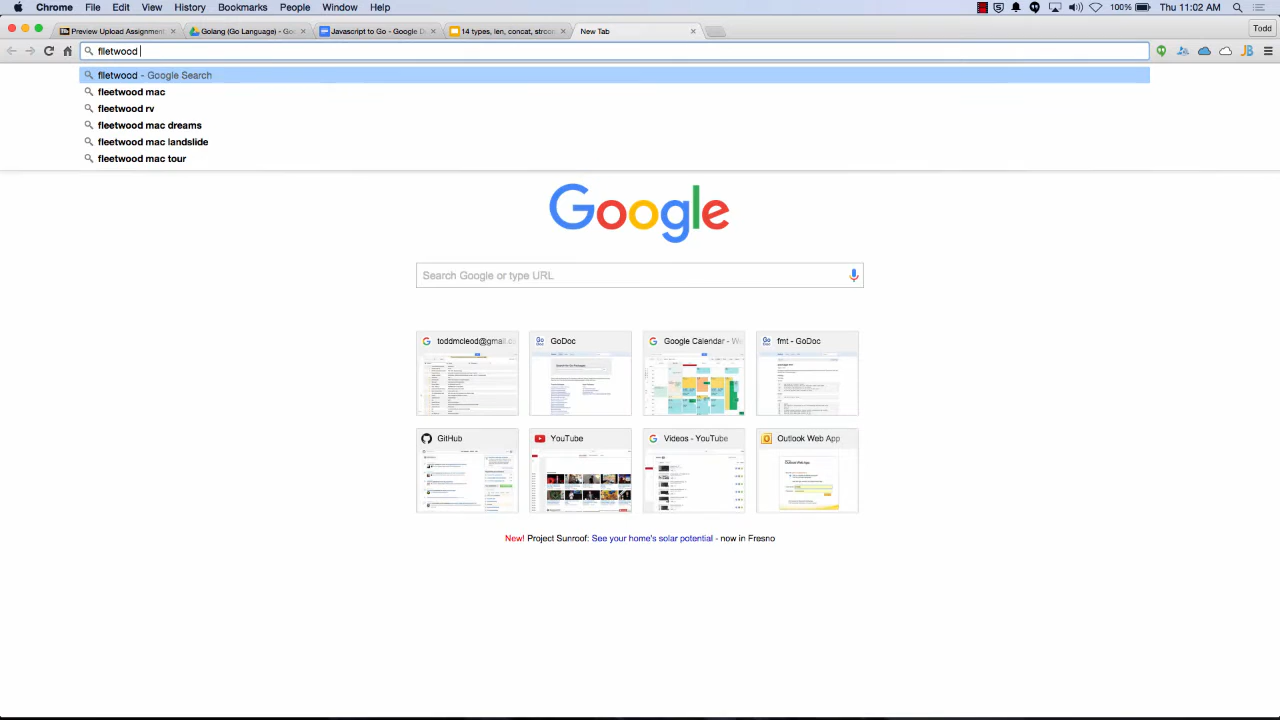 Chrome File Edit View History Bookmarks People Window Help 100% Thu 11:02 AM
Preview Upload Assignment Golang (Go Language) - Goo Javascript to Go - Google D 14 types, len, concat, strco New Tab Todd
flietwood
flietwood - Google Search
fleetwood mac
fleetwood rv
fleetwood mac dreams
fleetwood mac landslide
fleetwood mac tour
Google
Search Google or type URL
toddmcleod@gmail.c GoDoc Google Calendar - We fmt - GoDoc
GitHub YouTube Videos - YouTube Outlook Web App
New! Project Sunroof: See your home's solar potential - now in Fresno